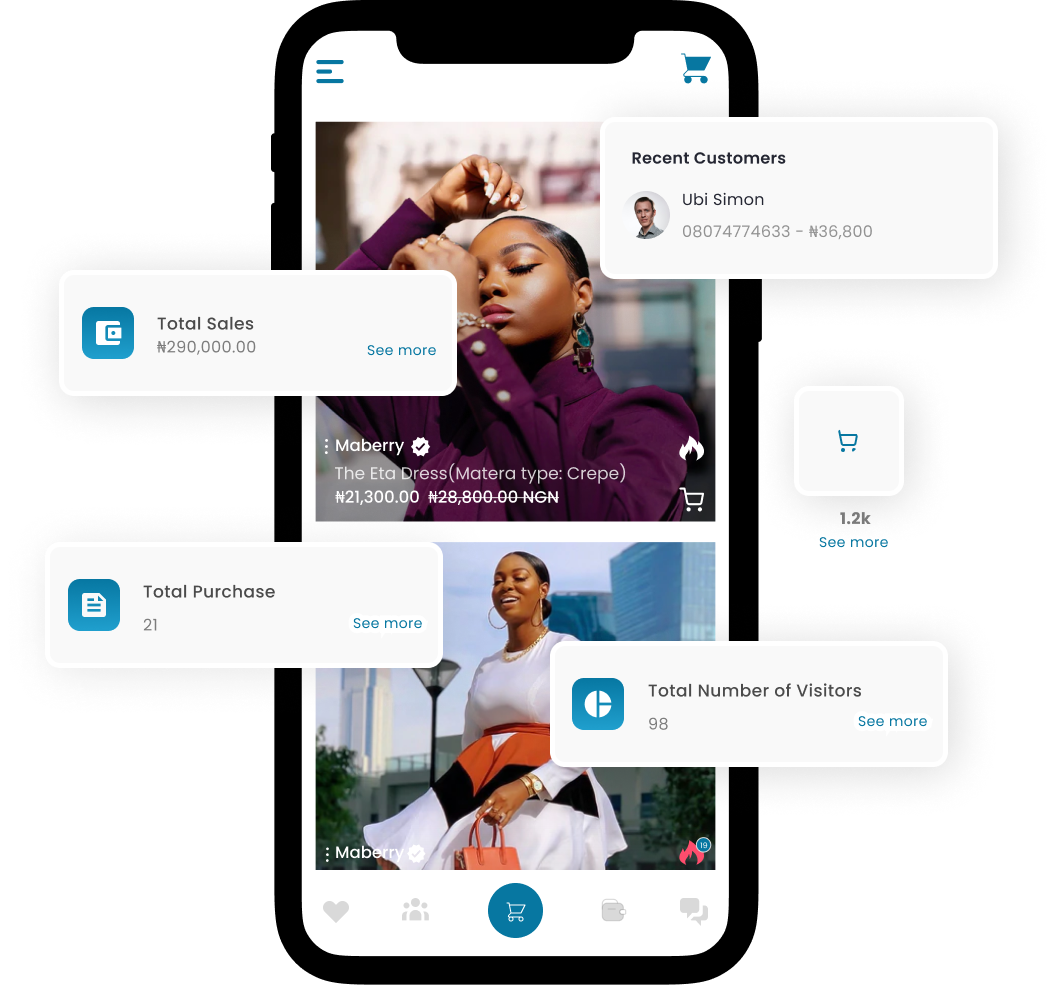 Recent Customers
Ubi Simon
08074774633 - ₦36,800
Total Sales
₦290,000.00
See more
Maberry
The Eta Dress(Matera type: Crepe)
₦21,300.00 ₦28,800.00 NGN
1.2k
See more
Total Purchase
21
See more
Total Number of Visitors
98
See more
Maberry
19